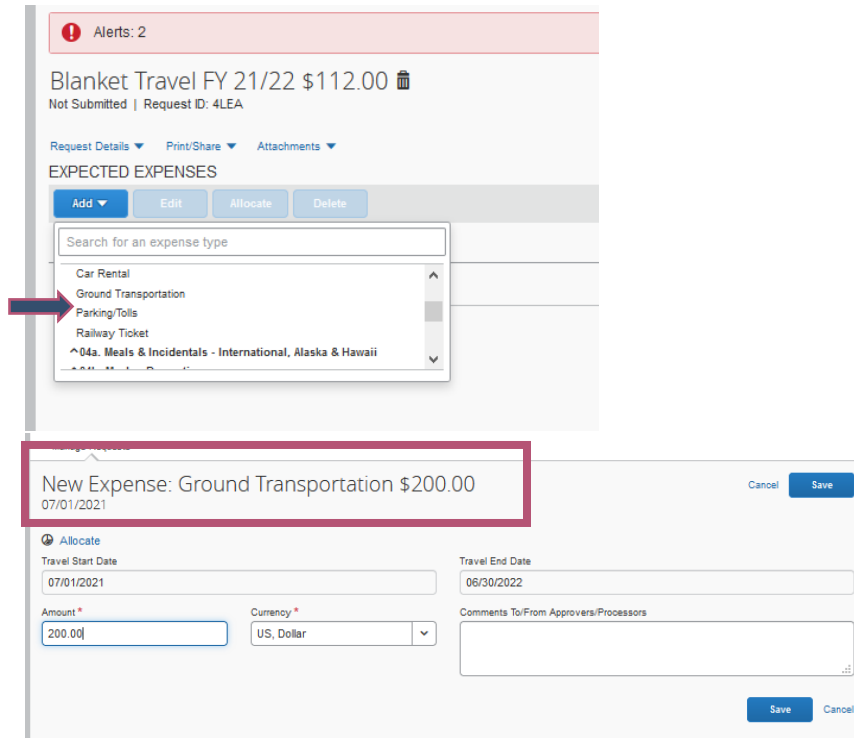 Alerts: 2
Blanket Travel FY 21/22 $112.00
Not Submitted | Request ID: 4LEA
Request Details Print/Share Attachments
EXPECTED EXPENSES
Add Edit Allocate Delete
Search for an expense type
Car Rental
Ground Transportation
Parking/Tolls
Railway Ticket
^04a. Meals & Incidentals - International, Alaska & Hawaii
New Expense: Ground Transportation $200.00
Cancel Save
07/01/2021
Allocate
Travel Start Date Travel End Date
07/01/2021 06/30/2022
Amount * Currency * Comments To/From Approvers/Processors
200.00 US, Dollar
Save Cancel